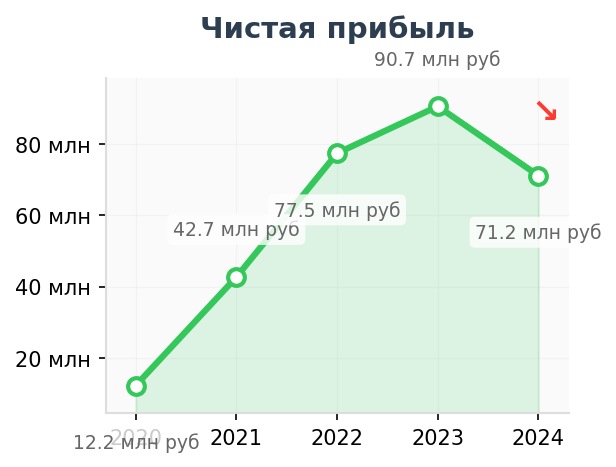 Чистая прибыль
90.7 млн руб
80 млн
77.5 млн руб
60 млн
42.7 млн руб
71.2 млн руб
40 млн
20 млн
12.2 млн руб
2020 2021 2022 2023 2024